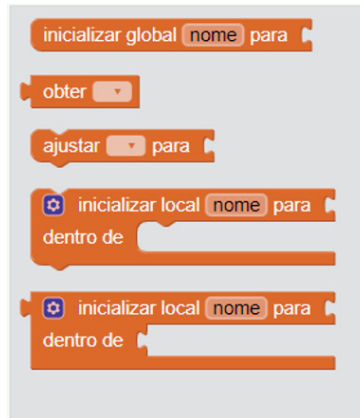 inicializar global nome para
obter
ajustar para
inicializar local nome para
dentro de
inicializar local nome para
dentro de